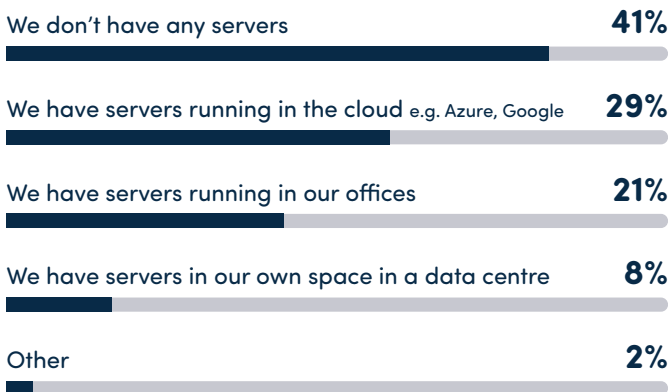 We don't have any servers 41%
We have servers running in the cloud e.g. Azure, Google 29%
We have servers running in our offices 21%
We have servers in our own space in a data centre 8%
Other 2%